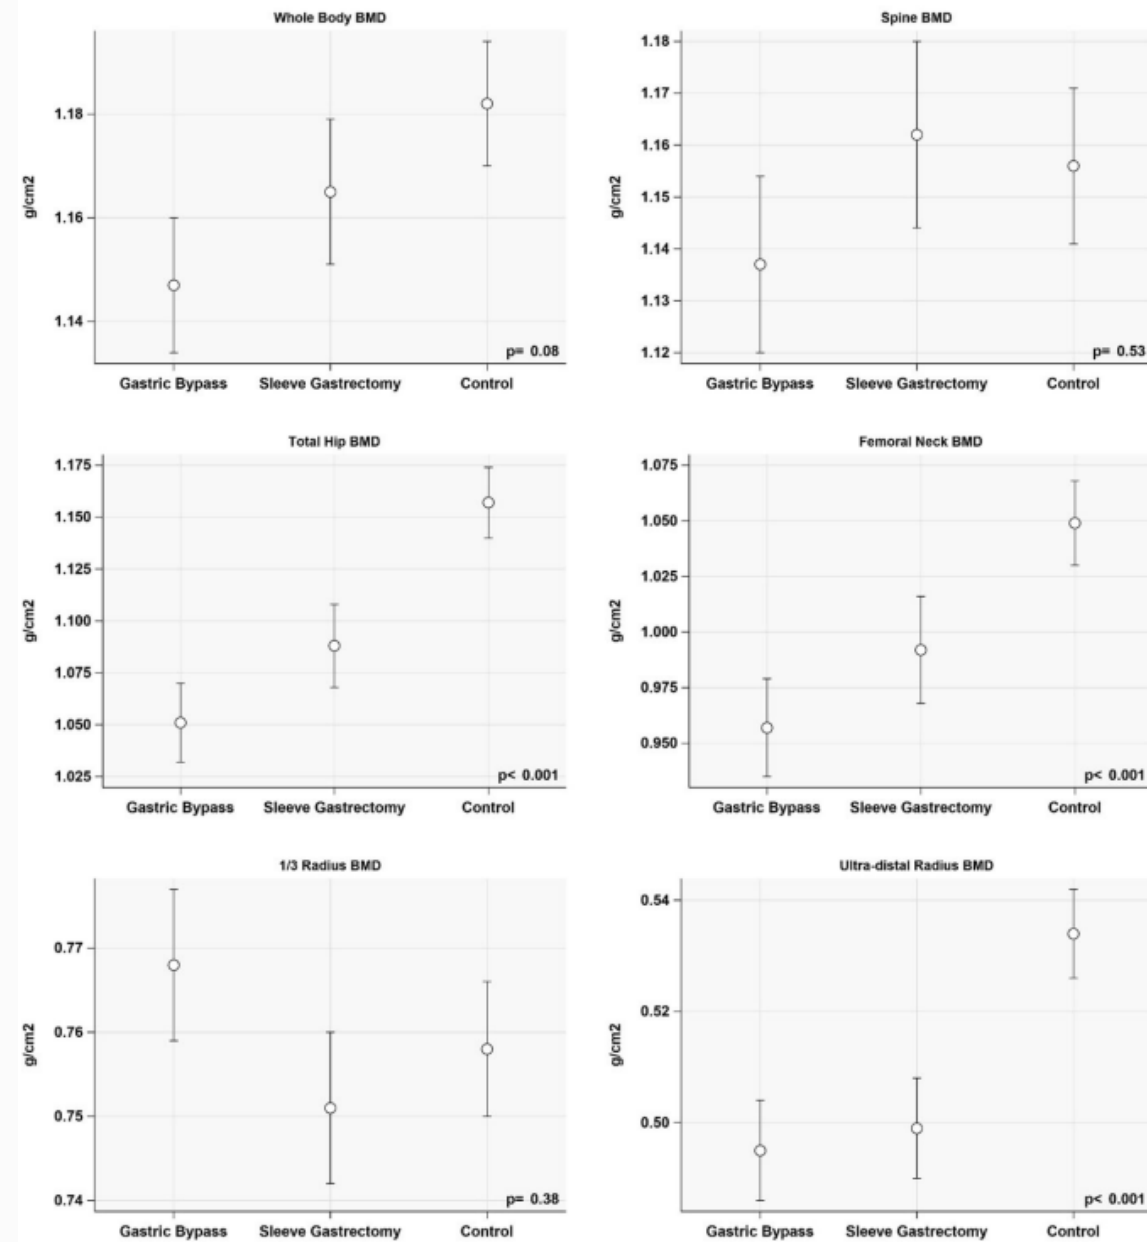 Whole Body BMD
g/cm2
1.18
1.16
1.14
p= 0.08
Gastric Bypass Sleeve Gastrectomy Control
Spine BMD
g/cm2
1.18
1.17
1.16
1.15
1.14
1.13
1.12
p= 0.53
Gastric Bypass Sleeve Gastrectomy Control
Total Hip BMD
g/cm2
1.175
1.150
1.125
1.100
1.075
1.050
1.025
p< 0.001
Gastric Bypass Sleeve Gastrectomy Control
Femoral Neck BMD
g/cm2
1.075
1.050
1.025
1.000
0.975
0.950
p< 0.001
Gastric Bypass Sleeve Gastrectomy Control
1/3 Radius BMD
g/cm2
0.77
0.76
0.75
0.74
p= 0.38
Gastric Bypass Sleeve Gastrectomy Control
Ultra-distal Radius BMD
g/cm2
0.54
0.52
0.50
p< 0.001
Gastric Bypass Sleeve Gastrectomy Control